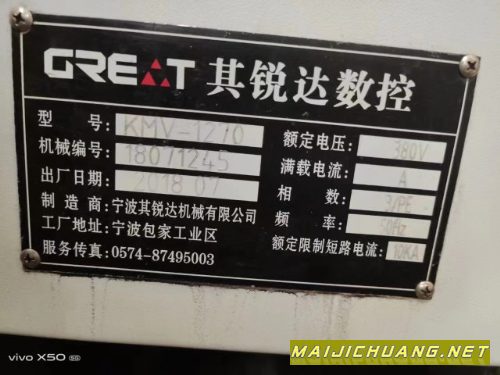 GREAT 其锐达数控
型 号: KMV-1270
机械编号: 18071245
出厂日期: 2018 07
制造商: 宁波其锐达机械有限公司
工厂地址: 宁波包家工业区
服务传真: 0574-87495003
额定电压: 380V
满载电流: A
相 数: 3/PE
频 率: 50Hz
额定限制短路电流: 10KA
vivo X50 5G
MAIJICHUANG.NET